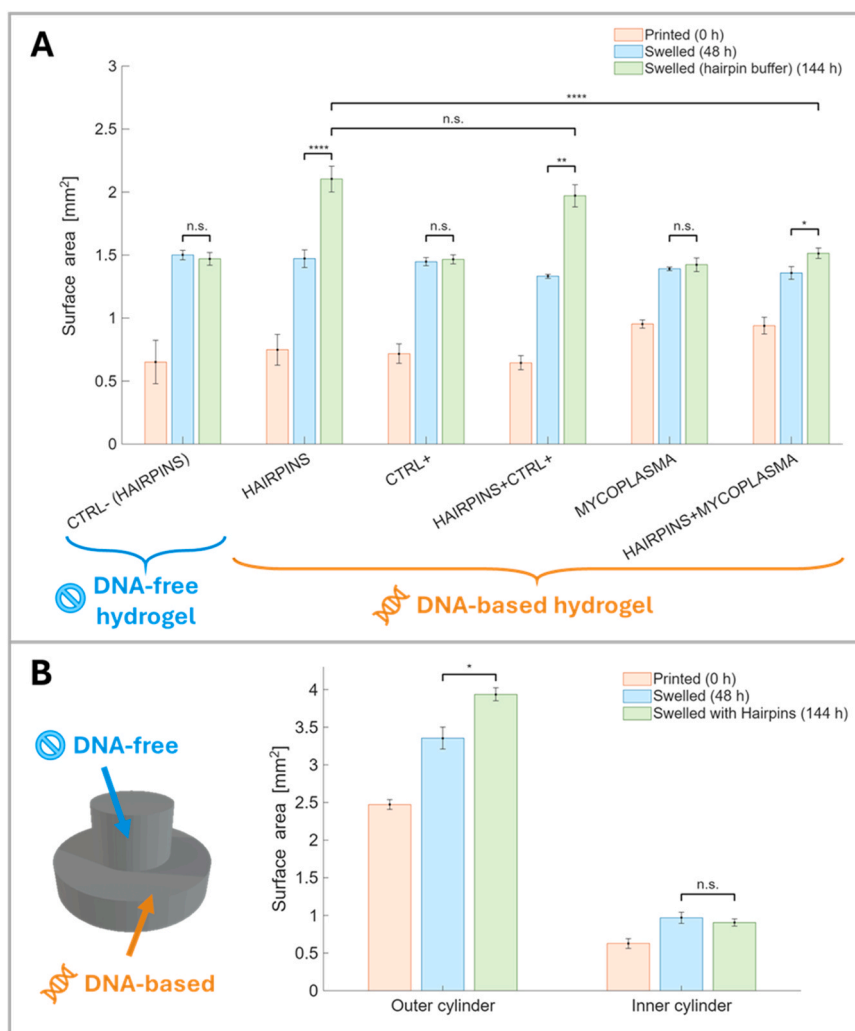 A
Printed (0 h)
Swelled (48 h)
Swelled (hairpin buffer) (144 h)
Surface area [mm²]
3
2.5
2
1.5
1
0.5
0
n.s.
****
n.s.
**
n.s.
*
n.s.
****
CTRL- (HAIRPINS)
HAIRPINS
CTRL+
HAIRPINS+CTRL+
MYCOPLASMA
HAIRPINS+MYCOPLASMA
DNA-free
hydrogel
DNA-based hydrogel
B
DNA-free
DNA-based
Printed (0 h)
Swelled (48 h)
Swelled with Hairpins (144 h)
Surface area [mm²]
4
3.5
3
2.5
2
1.5
1
0.5
0
*
n.s.
Outer cylinder
Inner cylinder